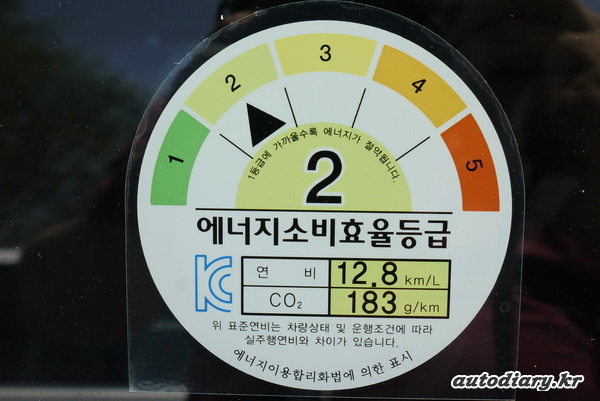 1
2
3
4
5
1등급에 가까울수록 에너지가 절약됩니다.
2
에너지소비효율등급
연 비 12.8 km/L
CO₂ 183 g/km
위 표준연비는 차량상태 및 운행조건에 따라
실주행연비와 차이가 있습니다.
에너지이용합리화법에 의한 표시
autodiary.kr